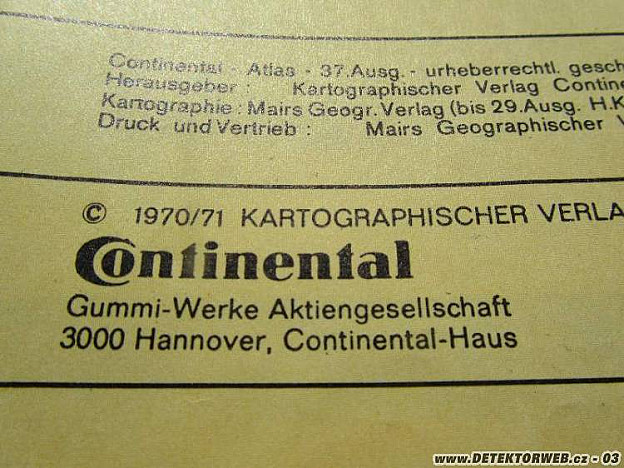 Continental - Atlas - 37.Ausg. - urheberrechtl. gesch
Herausgeber : Kartographischer Verlag Contine
Kartographie : Mairs Geogr. Verlag (bis 29.Ausg. H.K
Druck und Vertrieb : Mairs Geographischer V
© 1970/71 KARTOGRAPHISCHER VERLA
Continental
Gummi-Werke Aktiengesellschaft
3000 Hannover, Continental-Haus
www.DETEKTORWEB.cz - 03